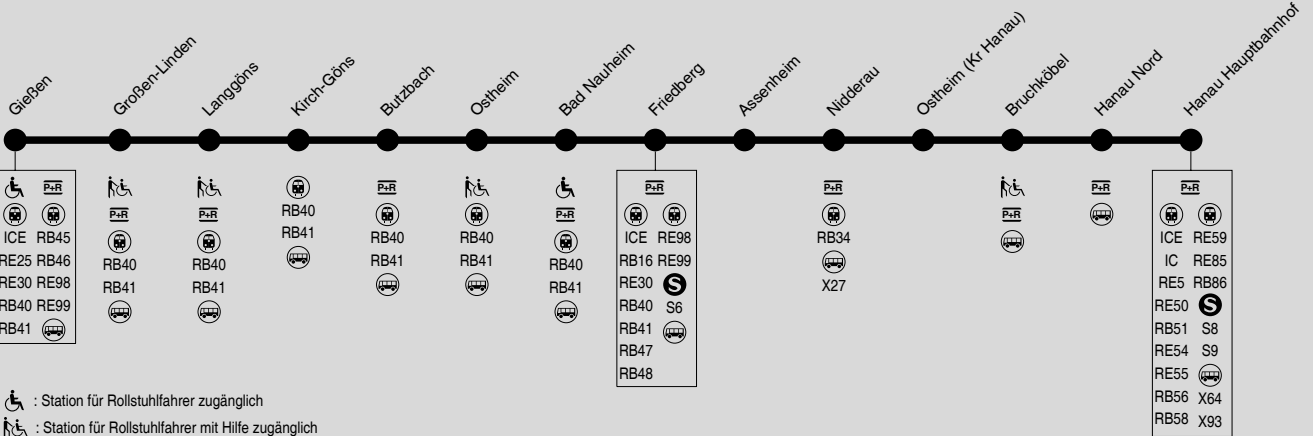 Gießen
Großen-Linden
Langgöns
Kirch-Göns
Butzbach
Ostheim
Bad Nauheim
Friedberg
Assenheim
Nidderau
Ostheim (Kr Hanau)
Bruchköbel
Hanau Nord
Hanau Hauptbahnhof
P+R
ICE RB45
RE25 RB46
RE30 RE98
RB40 RE99
RB41
P+R
RB40
RB41
P+R
RB40
RB41
RB40
RB41
P+R
RB40
RB41
RB40
RB41
P+R
RB40
RB41
P+R
ICE RE98
RB16 RE99
RE30 S
RB40 S6
RB41
RB47
RB48
P+R
RB34
X27
P+R
P+R
P+R
ICE RE59
IC RE85
RE5 RB86
RE50 S
RB51 S8
RE54 S9
RE55
RB56 X64
RB58 X93
: Station für Rollstuhlfahrer zugänglich
: Station für Rollstuhlfahrer mit Hilfe zugänglich